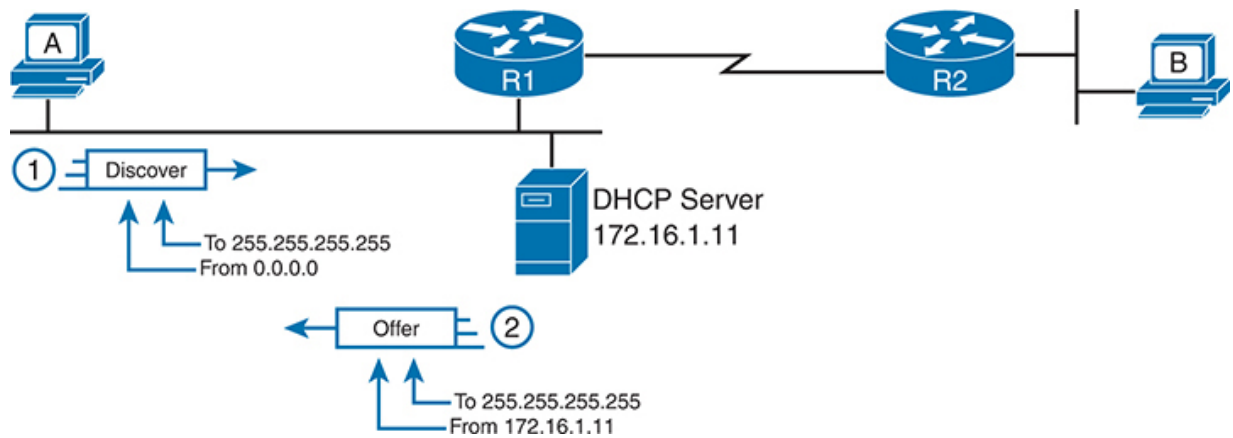 A
R1
R2
B
1
Discover
DHCP Server
172.16.1.11
To 255.255.255.255
From 0.0.0.0
Offer
2
To 255.255.255.255
From 172.16.1.11